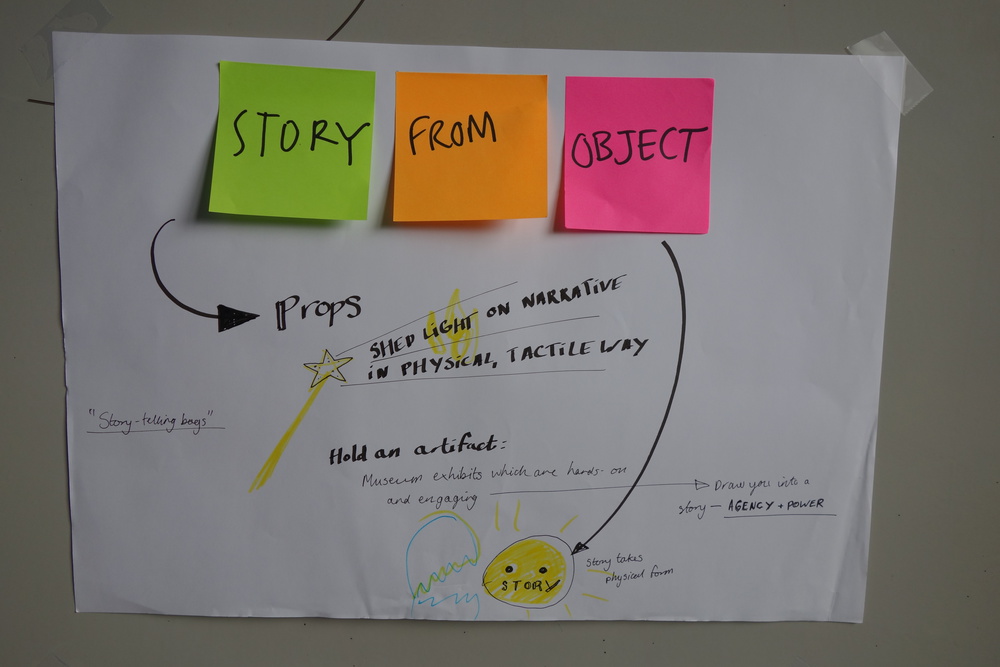 STORY
FROM
OBJECT
Props
SHED LIGHT ON NARRATIVE
IN PHYSICAL, TACTILE WAY
"Story-telling bags"
Hold an artifact:
Museum exhibits which are hands-on
and engaging
Draw you into a
story — AGENCY + POWER
STORY
story takes
physical form